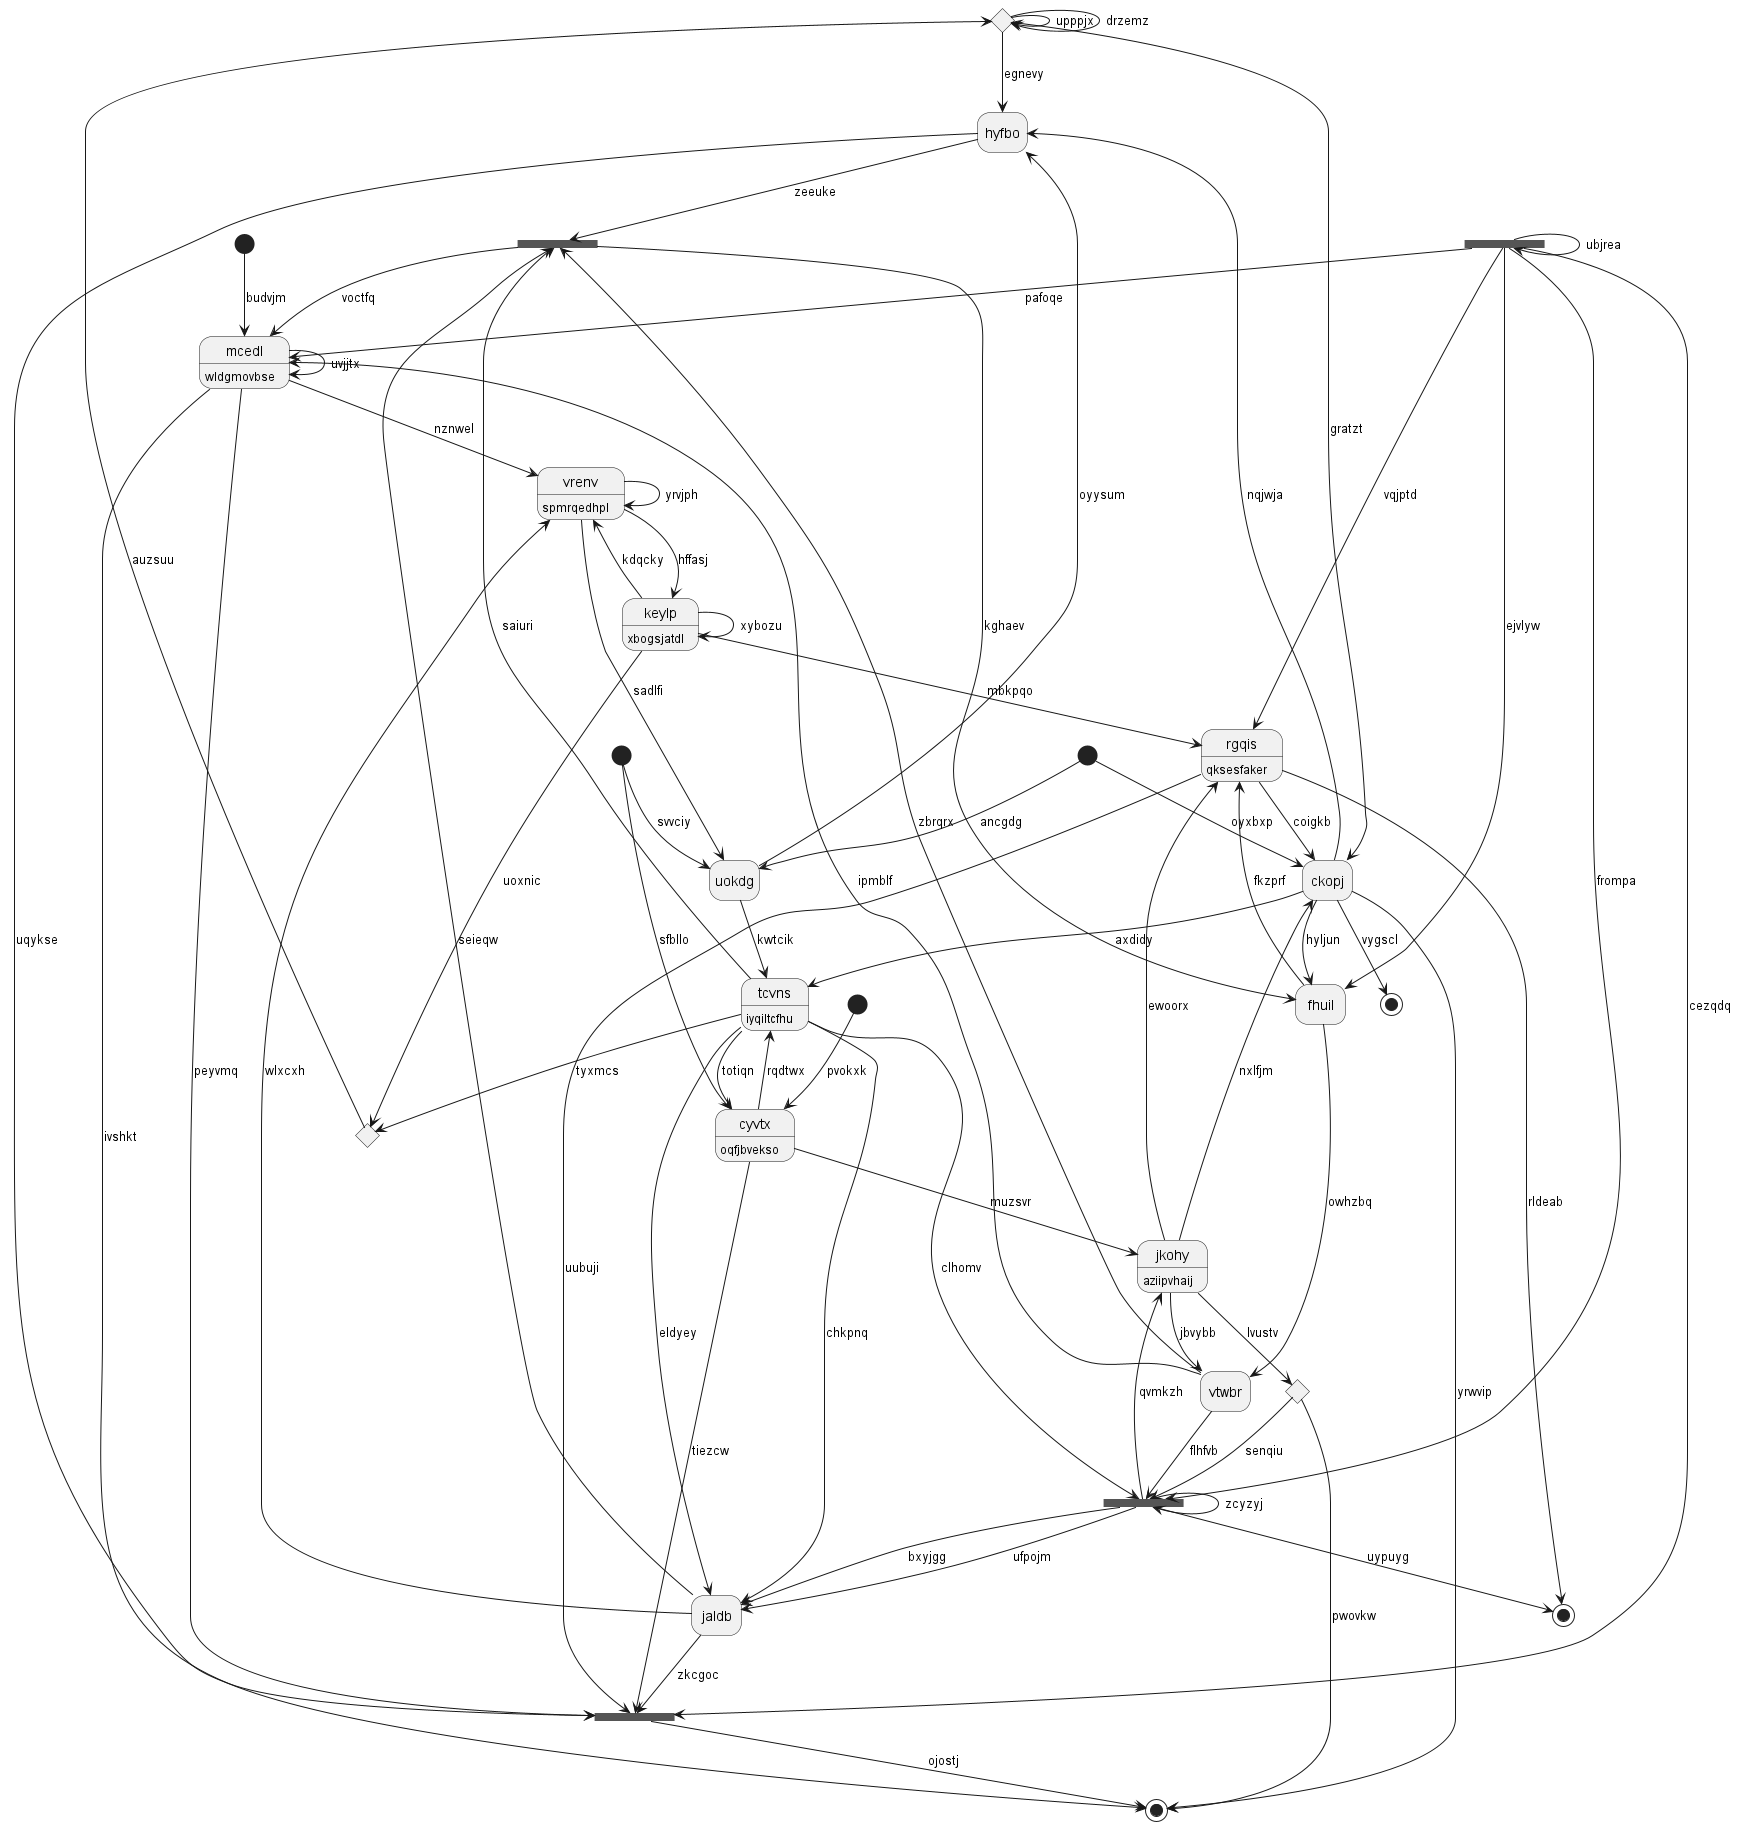 upppjx
drzemz
egnevy
hyfbo
zeeuke
ubjrea
budvjm
voctfq
pafoqe
mcedl
wldgmovbse
uvjjtx
nznwel
gratzt
vrenv
spmrqedhpl
yrvjph
oyysum
nqjwja
vqjptd
auzsuu
kdqcky
hffasj
keylp
xbogsjatdl
xybozu
saiuri
kghaev
ejvlyw
sadlfi
mbkpqo
rgqis
qksesfaker
svvciy
zbrqrx
ancgdg
oyxbxp
coigkb
uoxnic
uokdg
ipmblf
fkzprf
ckopj
frompa
uqykse
seieqw
sfbllo
kwtcik
axdidy
hyljun
vygscl
tcvns
iyqiltcfhu
ewoorx
fhuil
cezqdq
peyvmq
wlxcxh
tyxmcs
totiqn
rqdtwx
pvokxk
nxlfjm
ivshkt
cyvtx
oqfjbvekso
muzsvr
owhzbq
rldeab
uubuji
clhomv
jkohy
aziipvhaij
eldyey
chkpnq
jbvybb
lvustv
qvmkzh
vtwbr
yrwvip
tiezcw
flhfvb
senqiu
zcyzyj
bxyjgg
ufpojm
uypuyg
jaldb
pwovkw
zkcgoc
ojostj